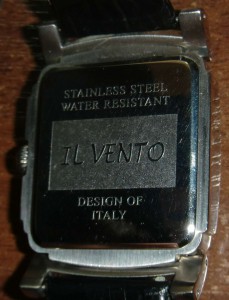 STAINLESS STEEL
WATER RESISTANT
IL VENTO
DESIGN OF
ITALY